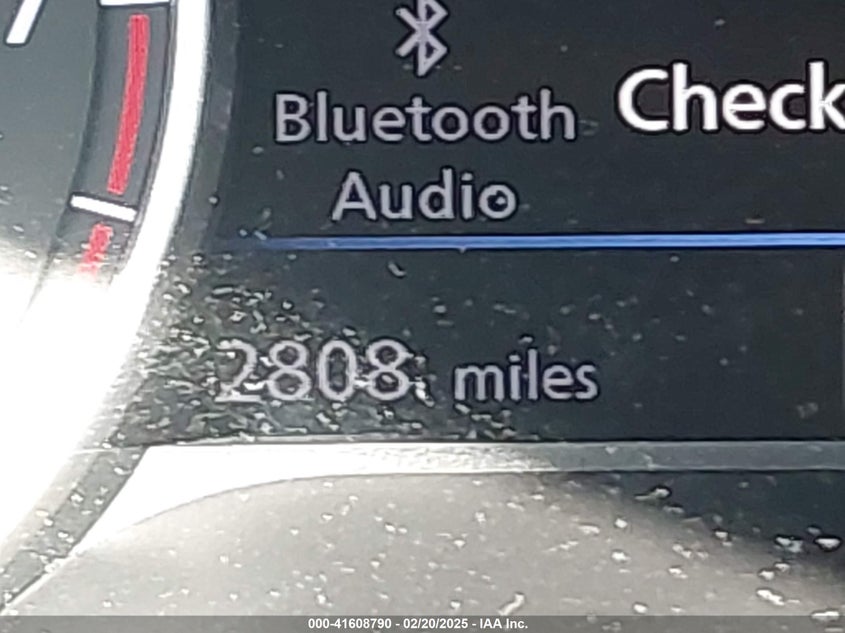 Bluetooth Check
Audio
2808 miles
000-41608790 - 02/20/2025 - IAA Inc.